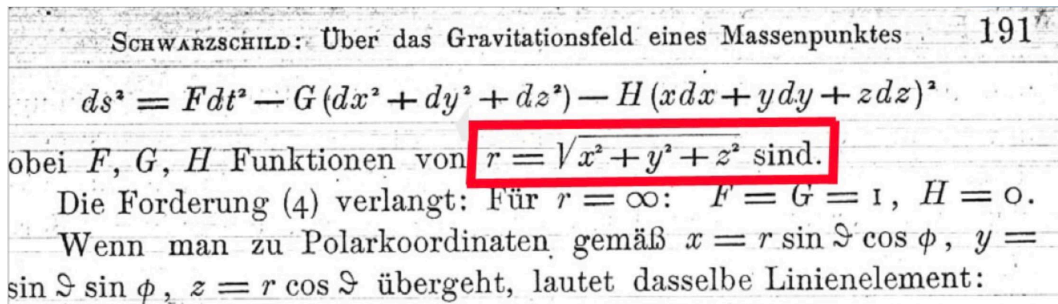 SCHWARZSCHILD: Über das Gravitationsfeld eines Massenpunktes 191
ds² = Fdt² — G(dx² + dy² + dz²) — H(xdx + ydy + zdz)²
obei F, G, H Funktionen von r = √x² + y² + z² sind.
Die Forderung (4) verlangt: Für r = ∞: F = G = 1, H = 0.
Wenn man zu Polarkoordinaten gemäß x = r sin ϑ cos ϕ, y =
sin ϑ sin ϕ, z = r cos ϑ übergeht, lautet dasselbe Linienelement: